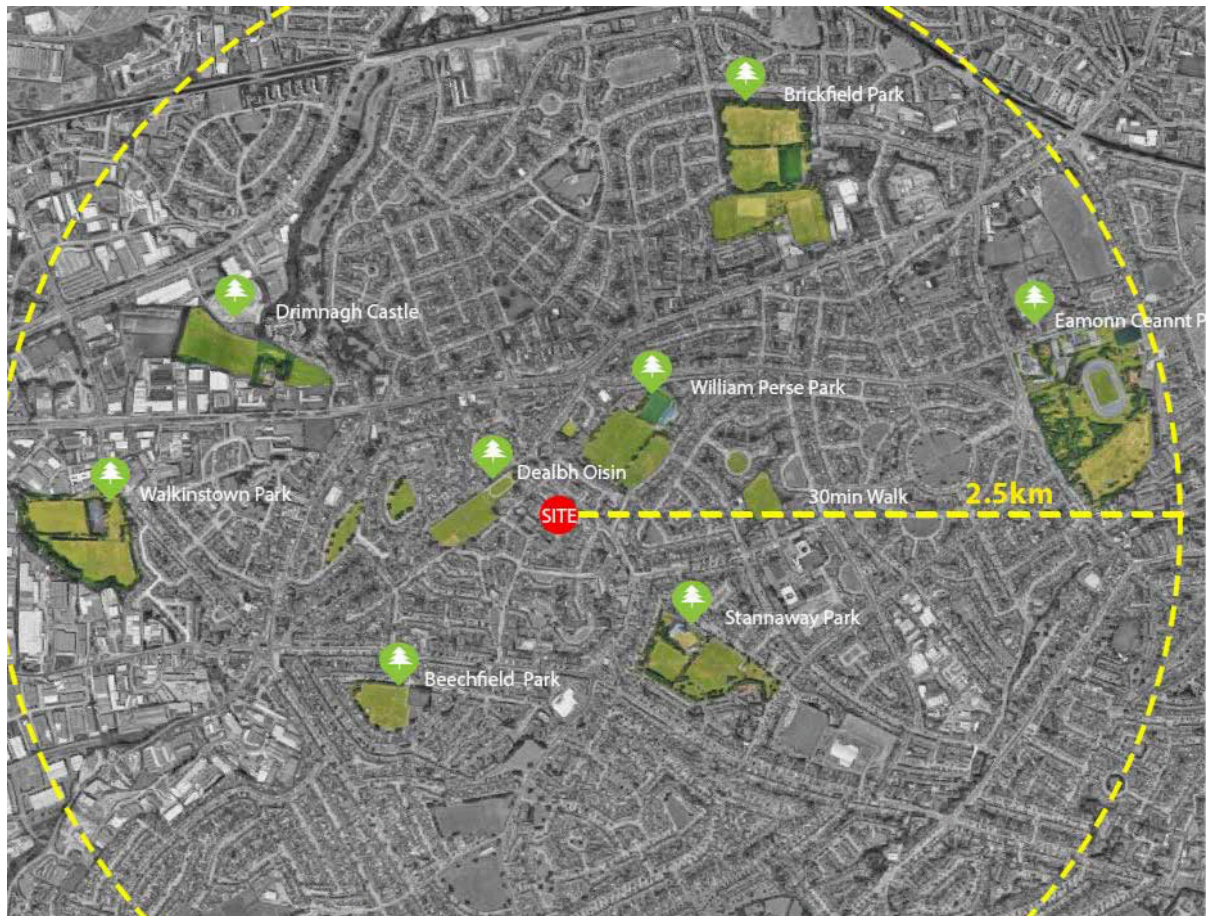 Brickfield Park
Drimnagh Castle
Eamonn Ceannt P
William Perse Park
Dealbh Oisin
Walkinstown Park
SITE
30min Walk
2.5km
Stannaway Park
Beechfield Park